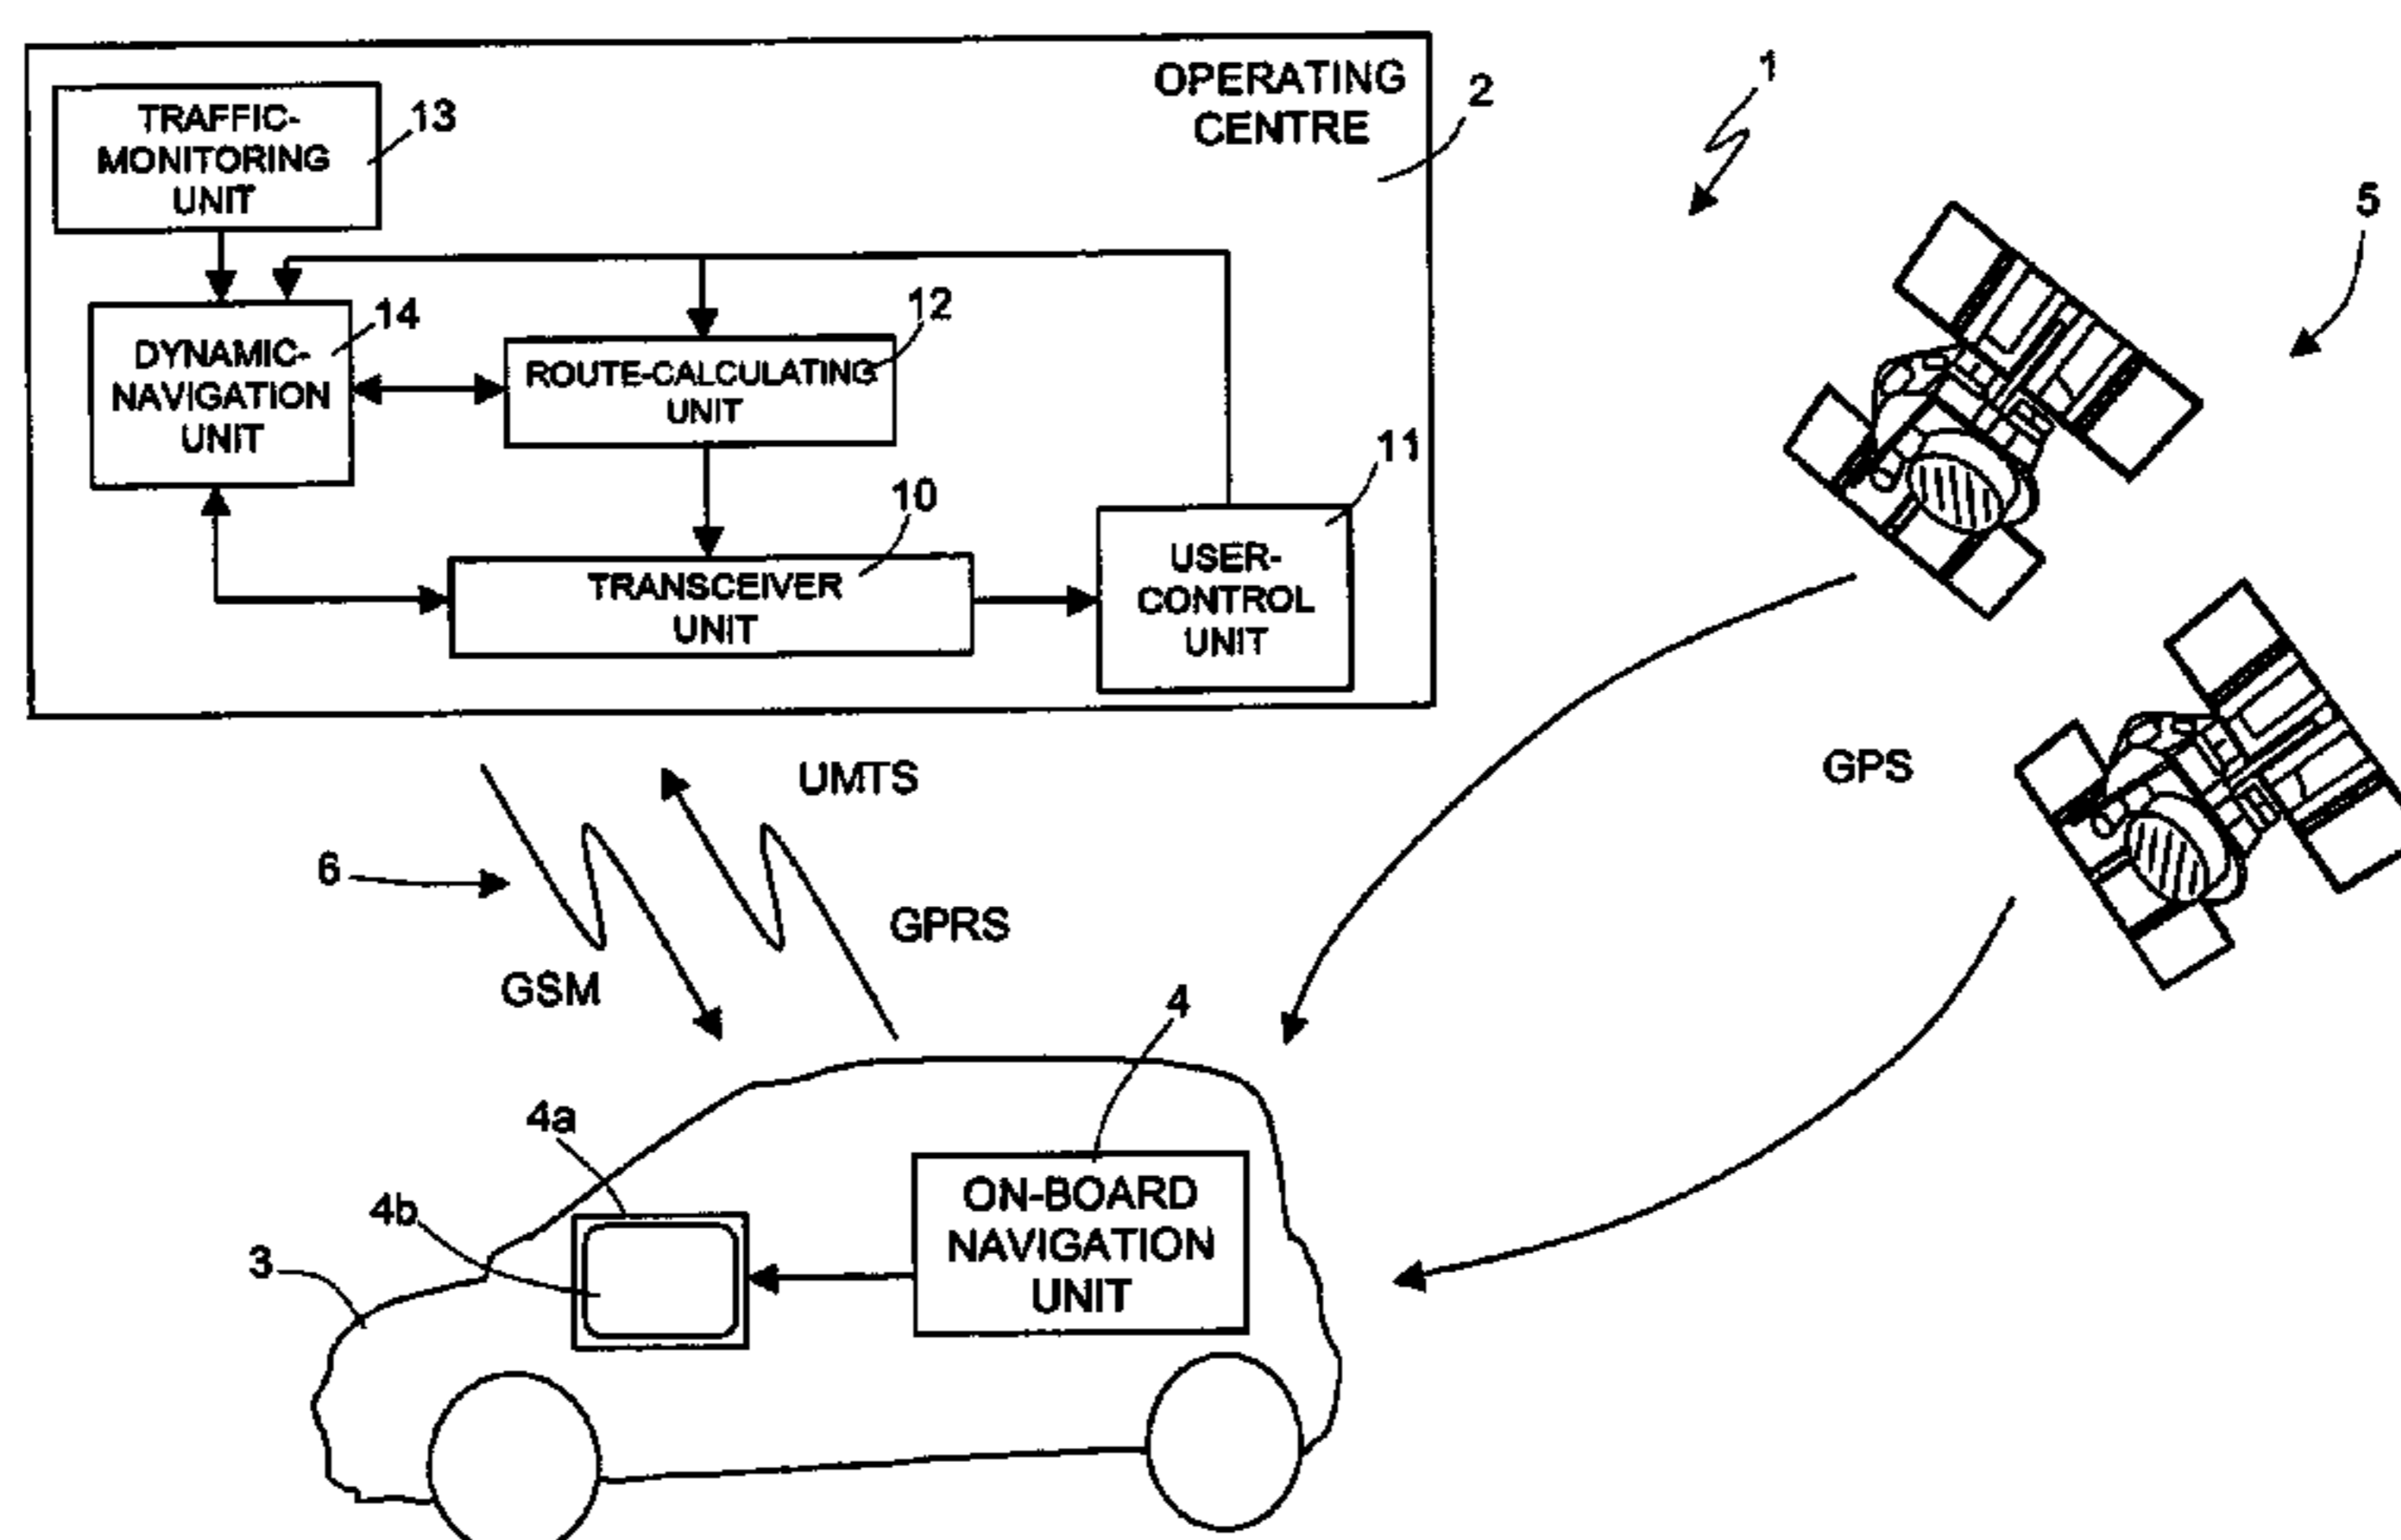 OPERATING
CENTRE
2
1
5
TRAFFIC-
MONITORING
UNIT
13
DYNAMIC-
NAVIGATION
UNIT
14
ROUTE-CALCULATING
UNIT
12
TRANSCEIVER
UNIT
10
USER-
CONTROL
UNIT
11
UMTS
GPS
6
GPRS
GSM
4
4a
4b
3
ON-BOARD
NAVIGATION
UNIT